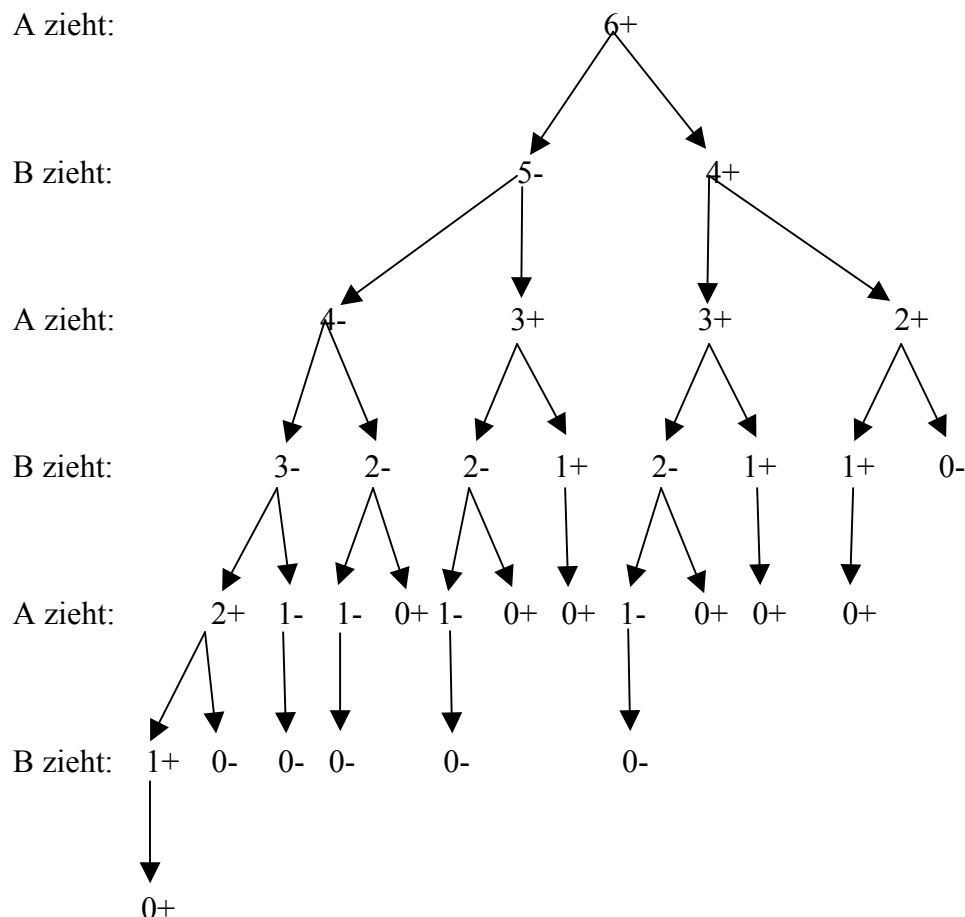 A zieht: 6+
B zieht: 5- 4+
A zieht: 4- 3+ 3+ 2+
B zieht: 3- 2- 2- 1+ 2- 1+ 1+ 0-
A zieht: 2+ 1- 1- 0+ 1- 0+ 0+ 1- 0+ 0+ 0+
B zieht: 1+ 0- 0- 0- 0- 0-
0+